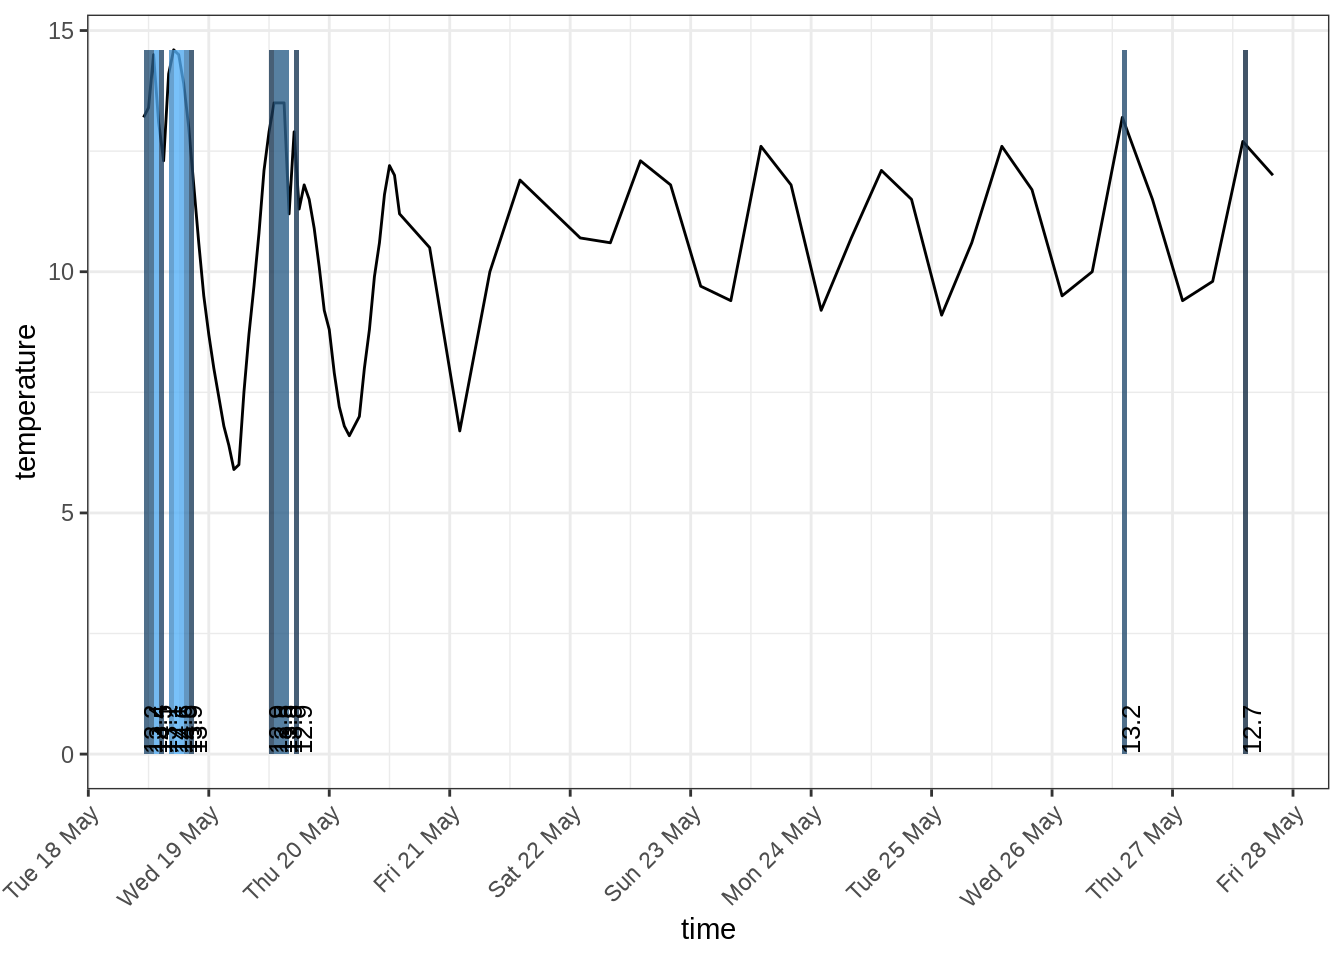 15
10
5
0
temperature
12.9
13.2
12.7
Tue 18 May
Wed 19 May
Thu 20 May
Fri 21 May
Sat 22 May
Sun 23 May
Mon 24 May
Tue 25 May
Wed 26 May
Thu 27 May
Fri 28 May
time